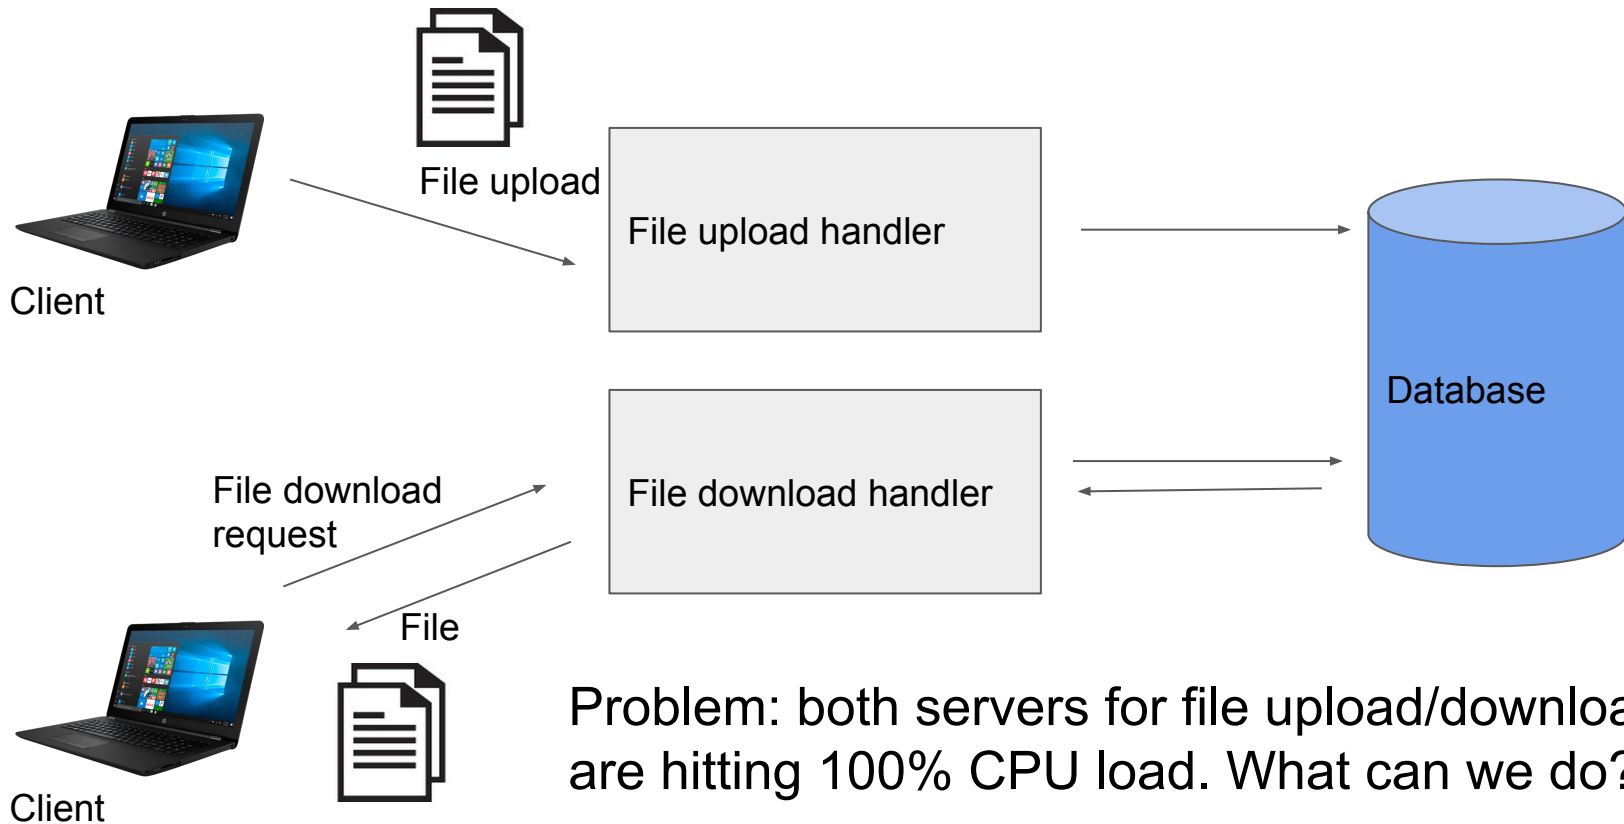 File upload
File upload handler
Client
Database
File download
request
File download handler
File
Client
Problem: both servers for file upload/downloa
are hitting 100% CPU load. What can we do?